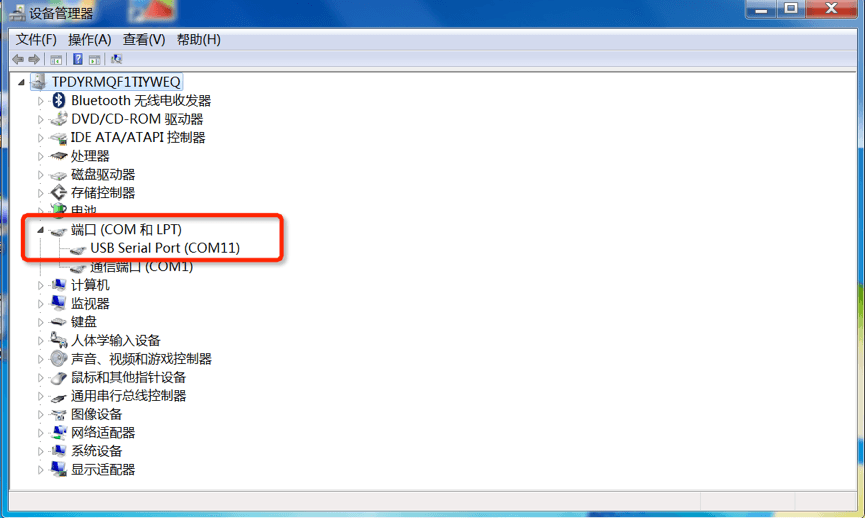 设备管理器
文件(F) 操作(A) 查看(V) 帮助(H)
TPDYRMQF1TIYWEQ
Bluetooth 无线电收发器
DVD/CD-ROM 驱动器
IDE ATA/ATAPI 控制器
处理器
磁盘驱动器
存储控制器
电池
端口 (COM 和 LPT)
USB Serial Port (COM11)
通信端口 (COM1)
计算机
监视器
键盘
人体学输入设备
声音、视频和游戏控制器
鼠标和其他指针设备
通用串行总线控制器
图像设备
网络适配器
系统设备
显示适配器